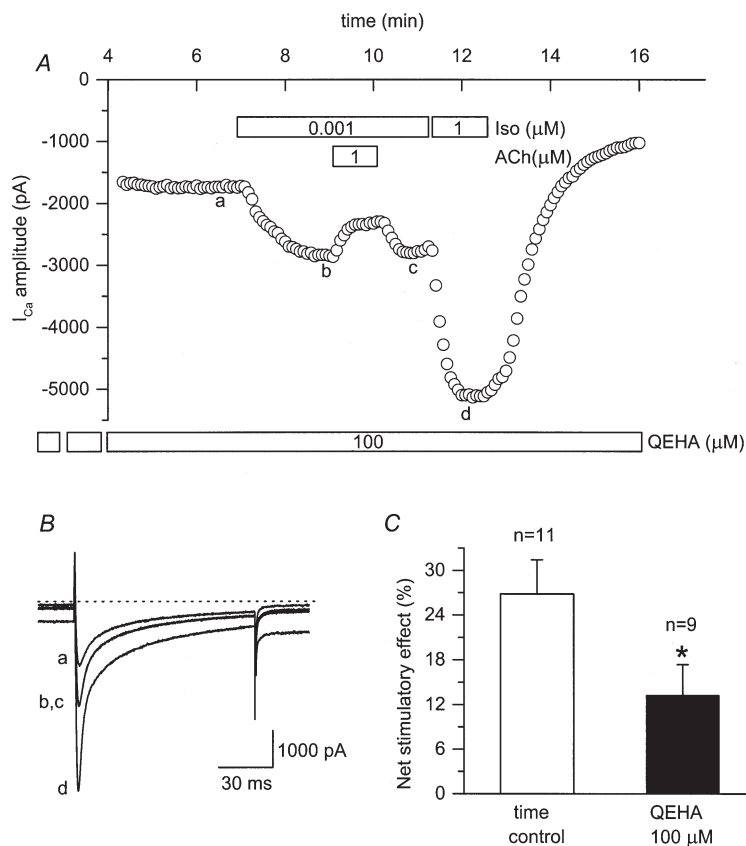 time (min)
A
4 6 8 10 12 14 16
0
-1000
-2000
-3000
-4000
-5000
I_Ca amplitude (pA)
0.001 1 Iso (µM)
1 ACh(µM)
a
b
c
d
100 QEHA (µM)
B
a
b,c
d
1000 pA
30 ms
C
Net stimulatory effect (%)
30
24
18
12
6
0
n=11
n=9
*
time
control
QEHA
100 µM